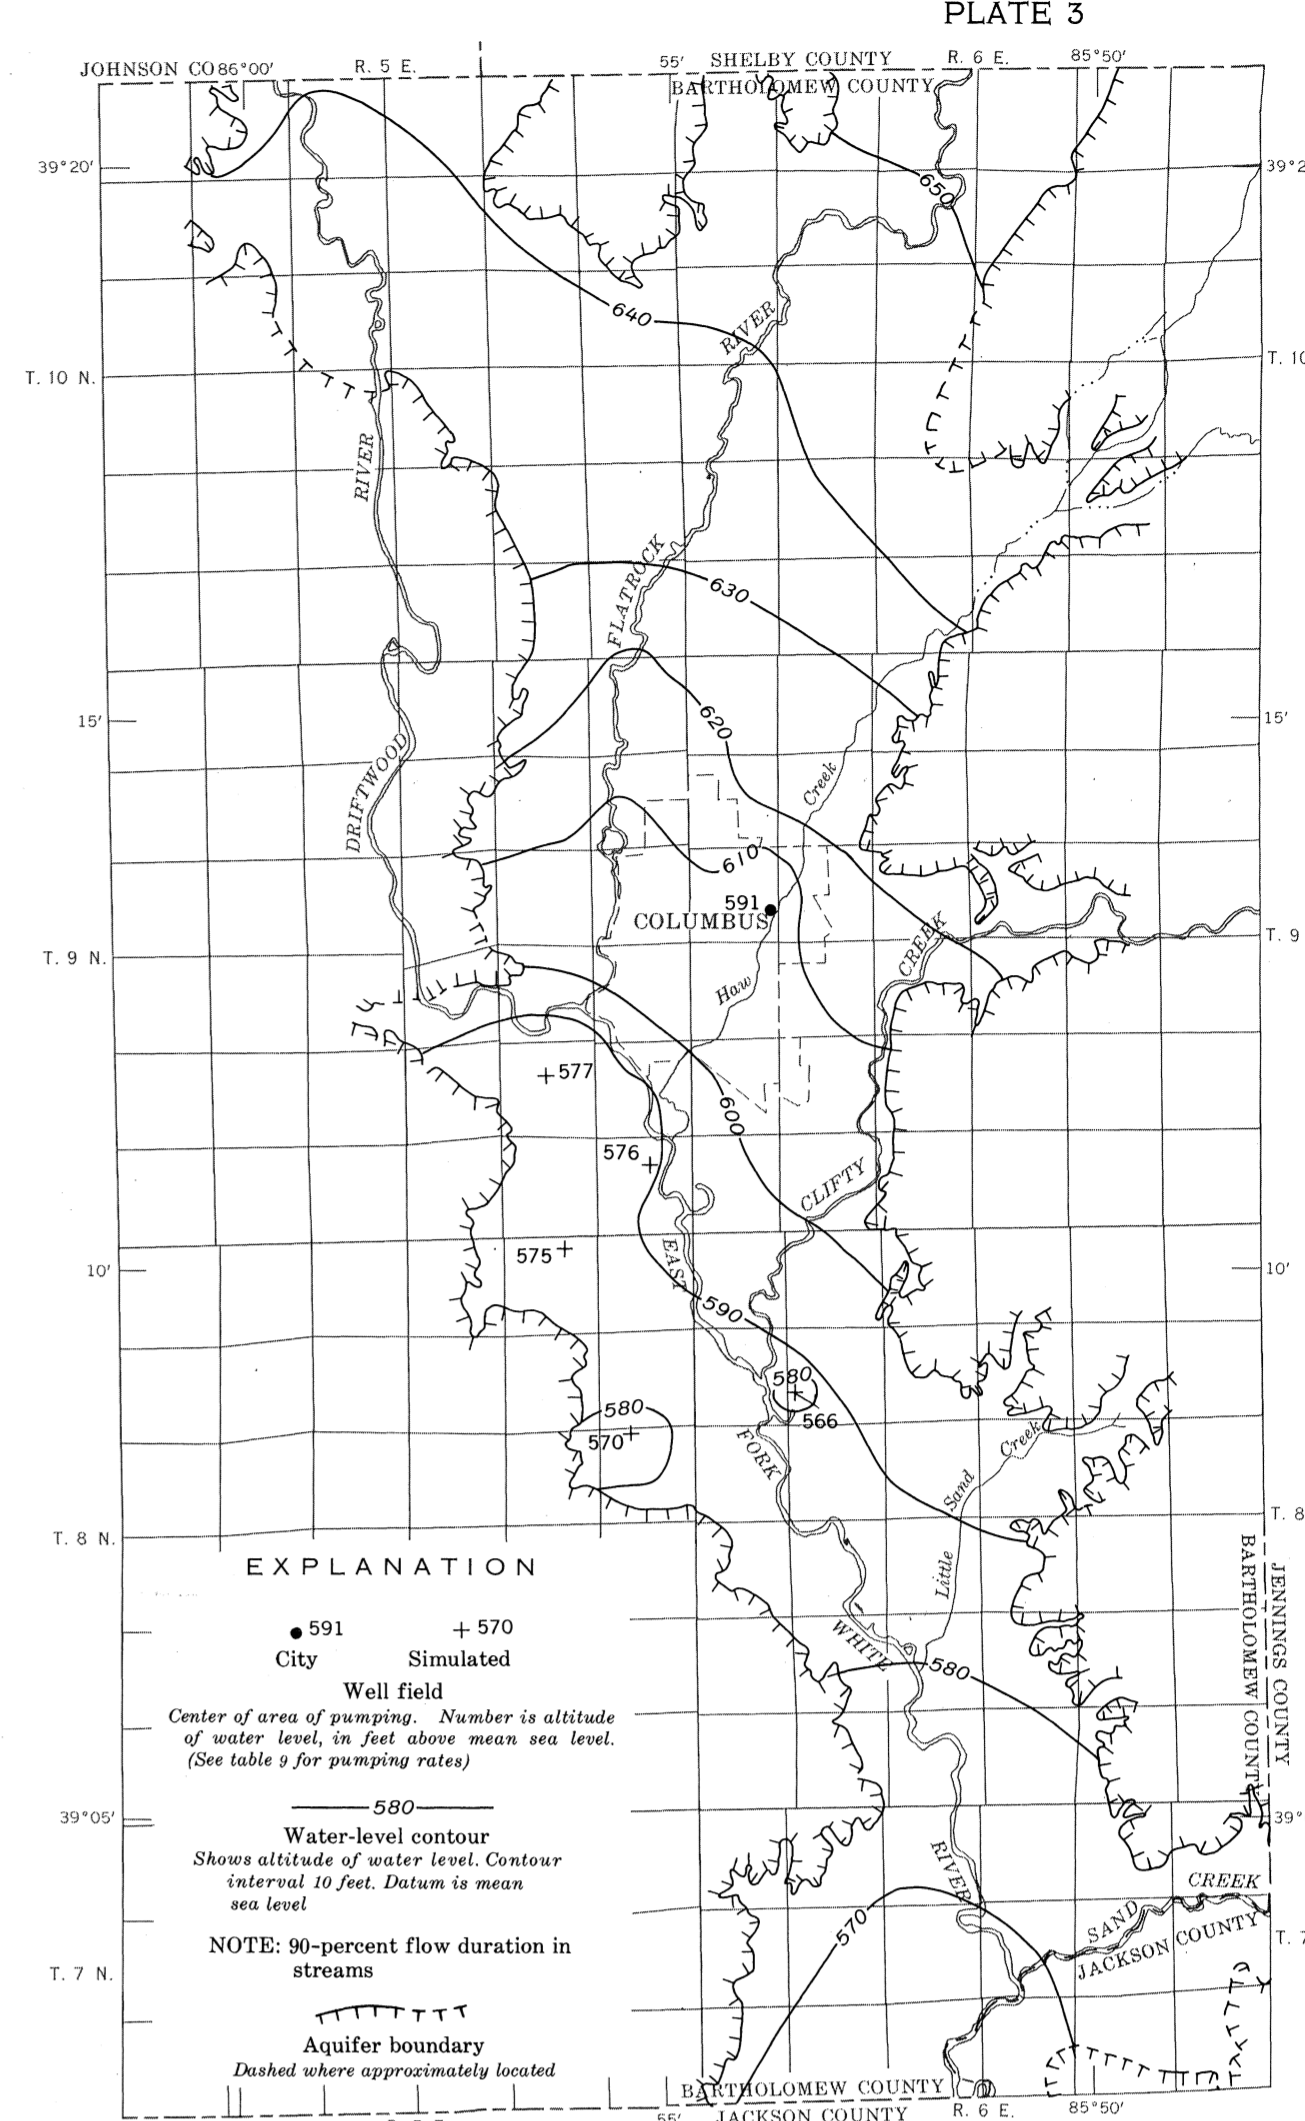 PLATE 3
JOHNSON CO 86°00′ R. 5 E. 55′ SHELBY COUNTY R. 6 E. 85°50′
BARTHOLOMEW COUNTY
39°20′
39°2
650
640
RIVER
T. 10 N.
T. 10
RIVER
FLATROCK
630
15′
15′
620
DRIFTWOOD
Creek
610
591
COLUMBUS
CREEK
T. 9 N.
T. 9
Haw
577
600
576
CLIFTY
575
EAST
10′
10′
590
580
566
580
570
FORK
Creek
Sand
T. 8 N.
T. 8
Little
BARTHOLOMEW COUNTY
JENNINGS COUNTY
WHITE
580
EXPLANATION
591 570
City Simulated
Well field
Center of area of pumping. Number is altitude
of water level, in feet above mean sea level.
(See table 9 for pumping rates)
580
39°05′
39°
Water-level contour
Shows altitude of water level. Contour
interval 10 feet. Datum is mean
sea level
RIVER
CREEK
SAND
JACKSON COUNTY
570
NOTE: 90-percent flow duration in
streams
T. 7 N.
T. 7
Aquifer boundary
Dashed where approximately located
BARTHOLOMEW COUNTY
55′ JACKSON COUNTY R. 6 E. 85°50′